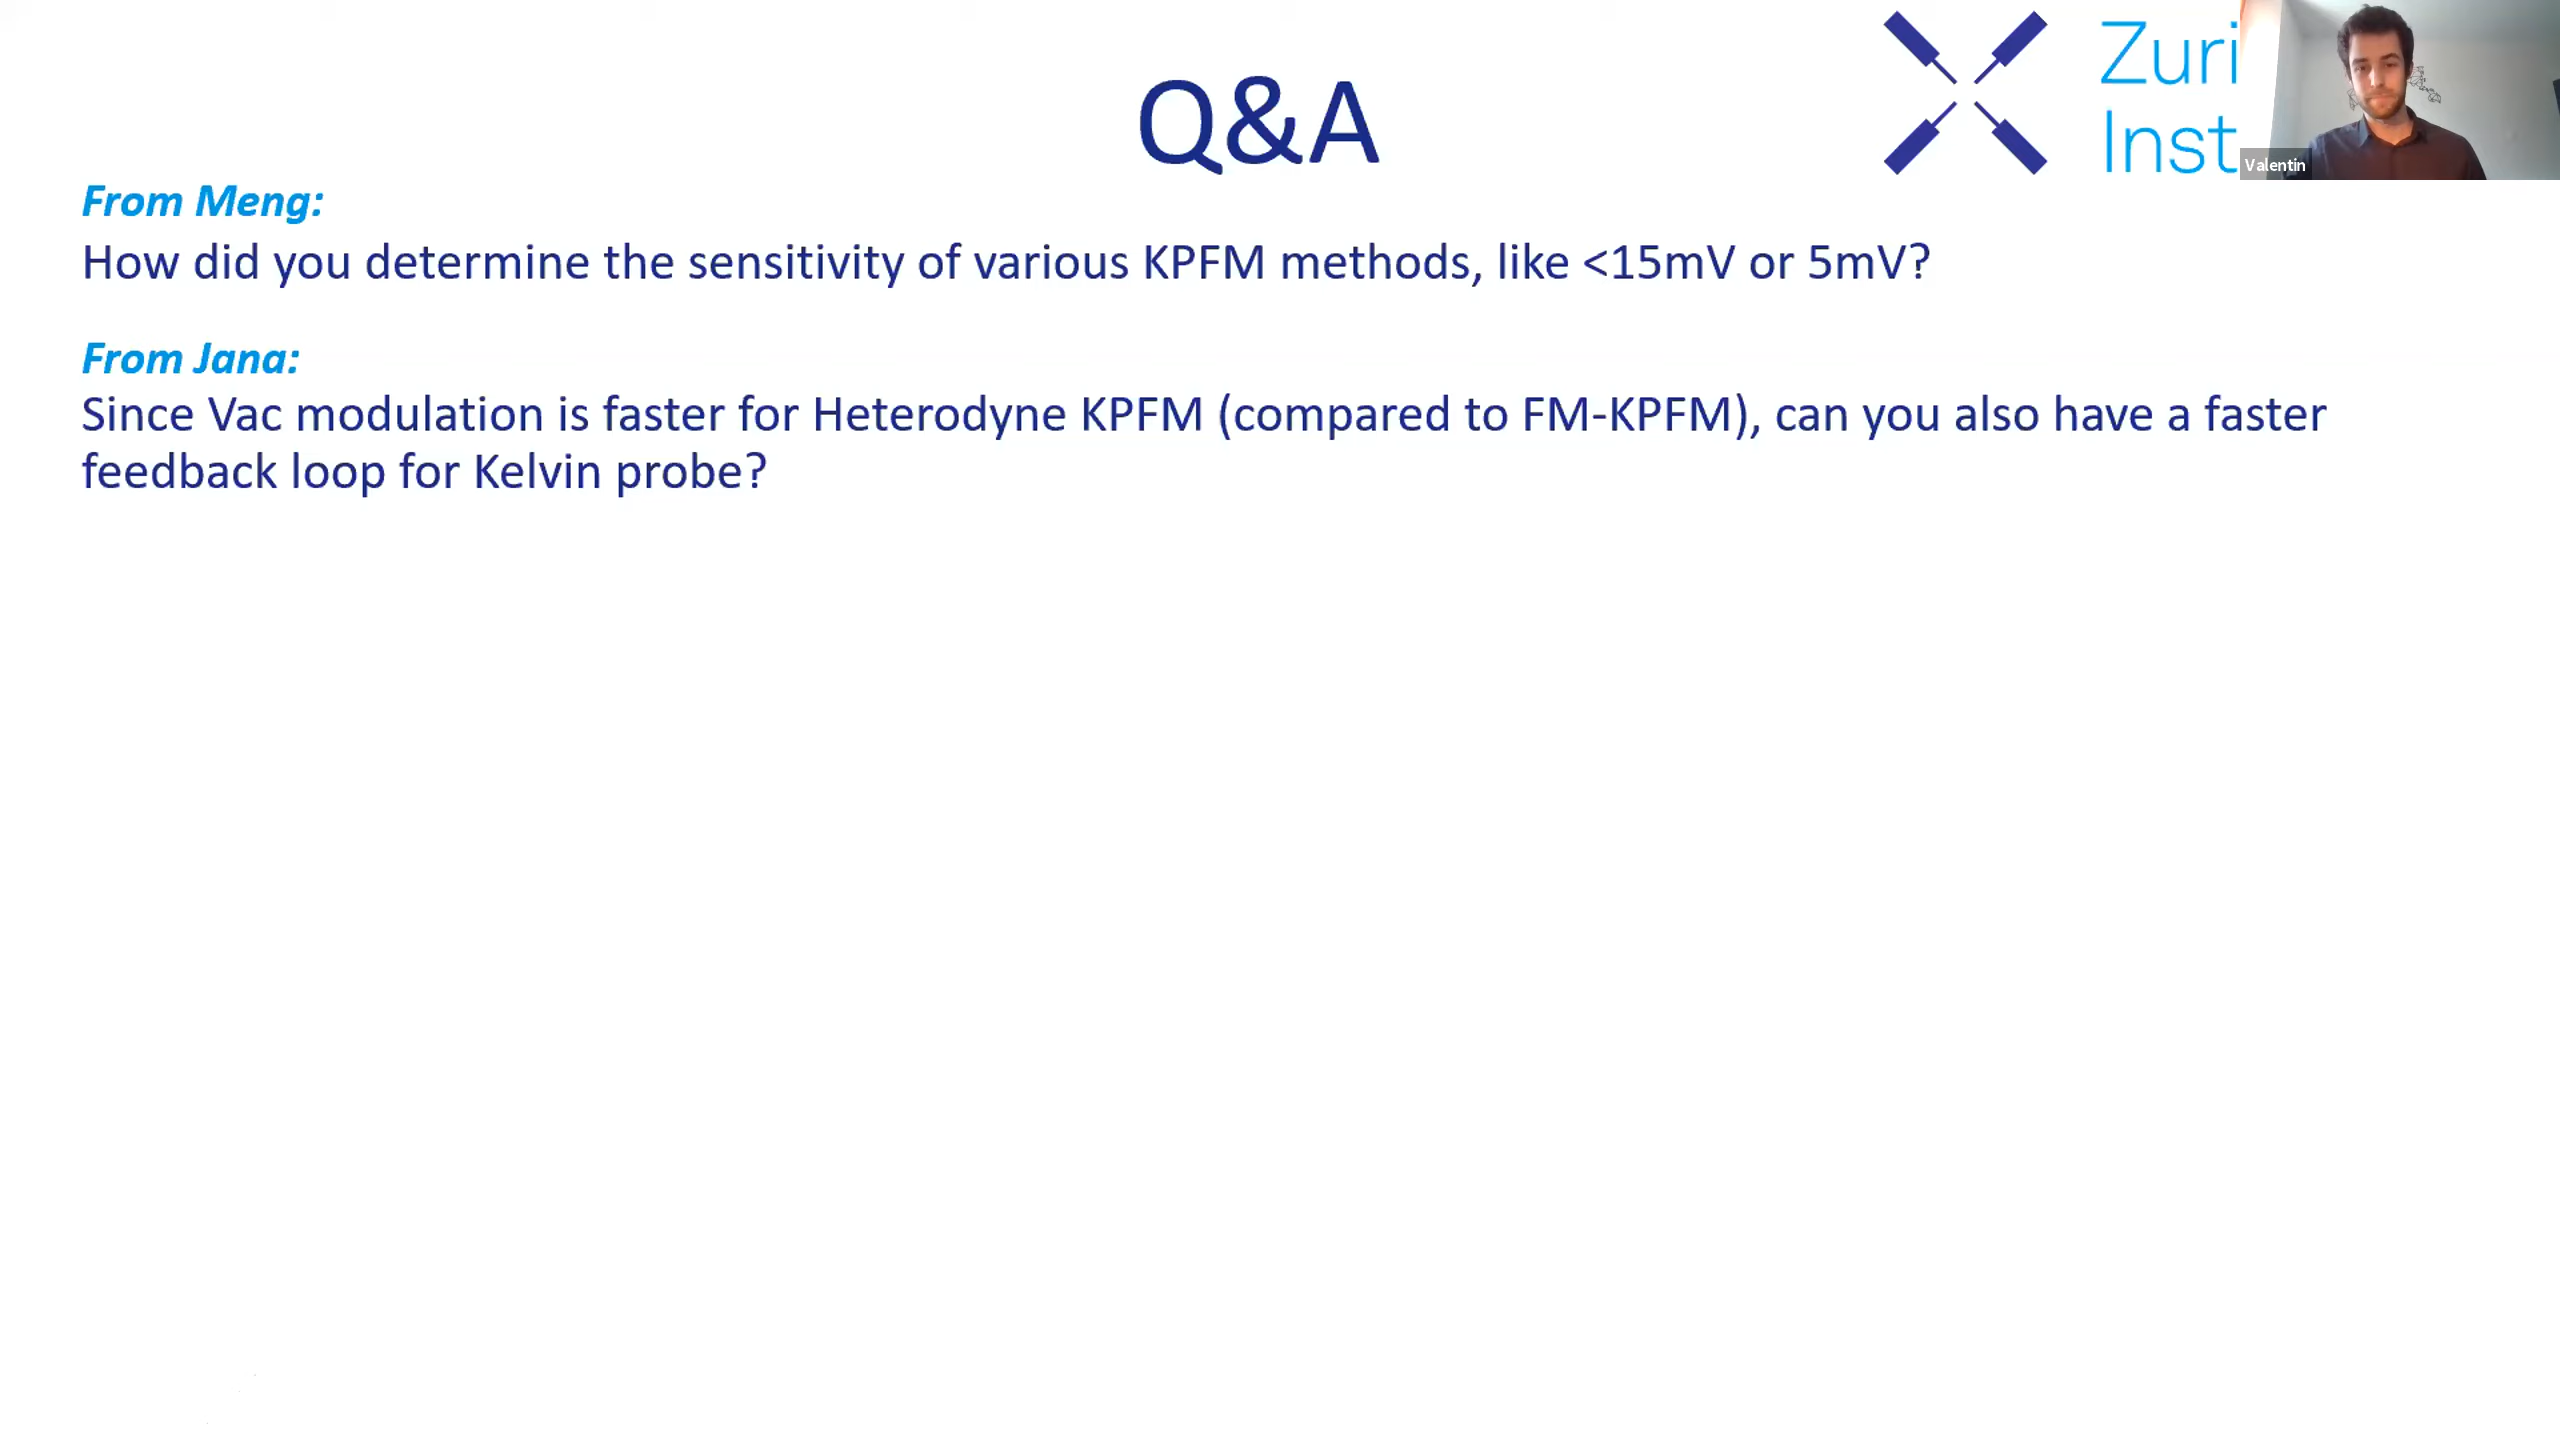 Q&A
Zuri
Inst
Valentin
From Meng:
How did you determine the sensitivity of various KPFM methods, like <15mV or 5mV?
From Jana:
Since Vac modulation is faster for Heterodyne KPFM (compared to FM-KPFM), can you also have a faster
feedback loop for Kelvin probe?